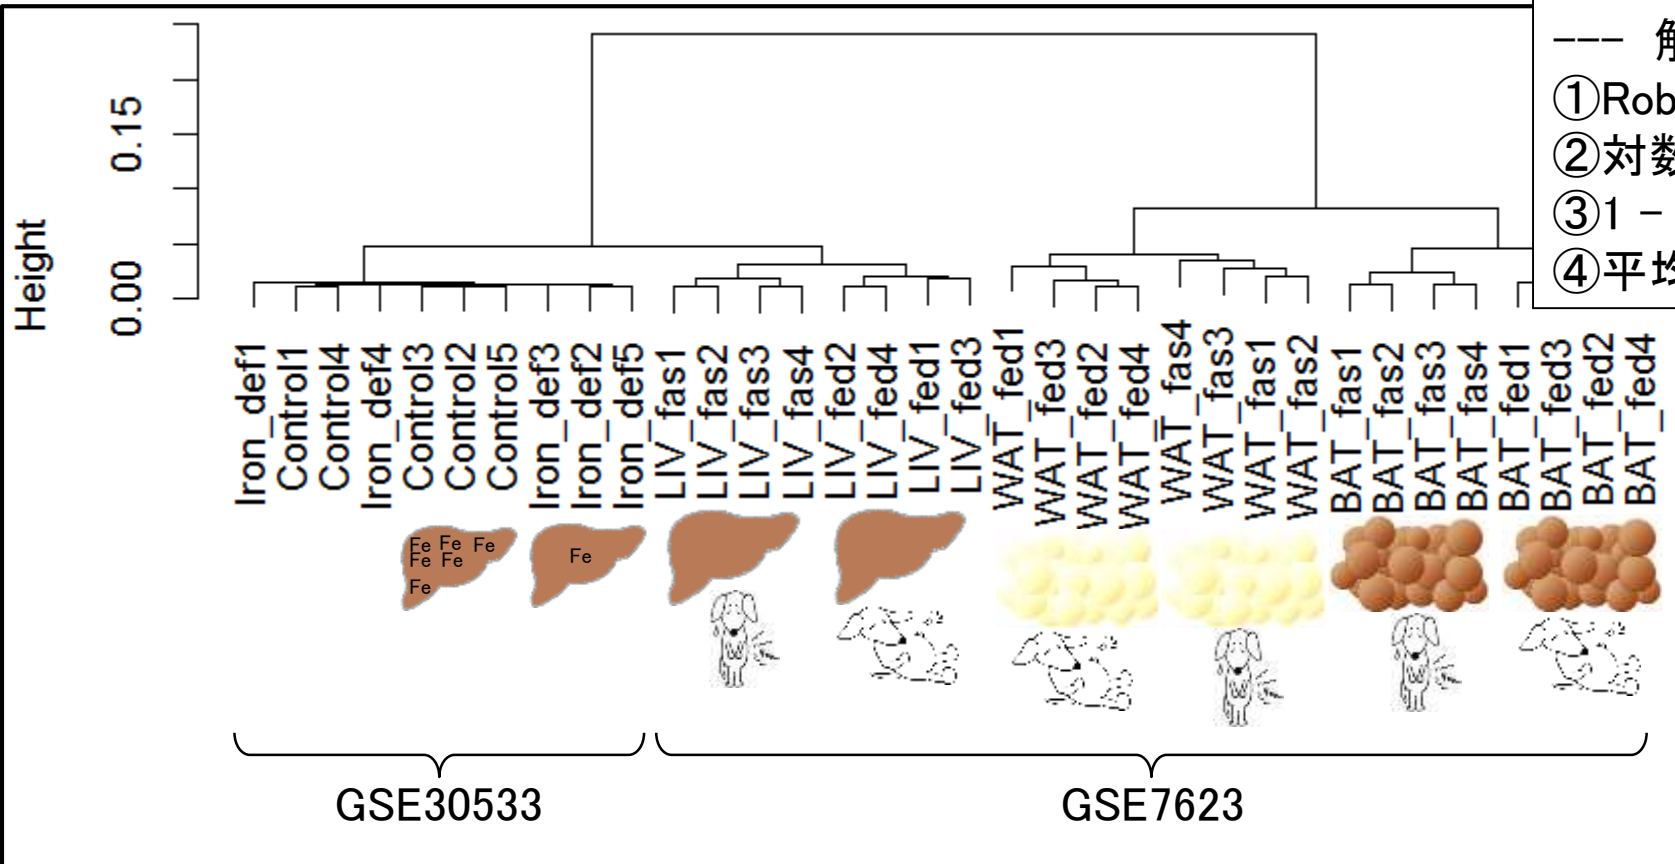 --- 解
①Rob
②対数
③1 -
④平均
Height
0.15
0.00
Iron_def1
Control1
Control4
Iron_def4
Control3
Control2
Control5
Iron_def3
Iron_def2
Iron_def5
LIV_fas1
LIV_fas2
LIV_fas3
LIV_fas4
LIV_fed2
LIV_fed4
LIV_fed1
LIV_fed3
WAT_fed1
WAT_fed3
WAT_fed2
WAT_fed4
WAT_fas4
WAT_fas3
WAT_fas1
WAT_fas2
BAT_fas1
BAT_fas2
BAT_fas3
BAT_fas4
BAT_fed1
BAT_fed3
BAT_fed2
BAT_fed4
Fe Fe Fe
Fe Fe
Fe
Fe
GSE30533
GSE7623